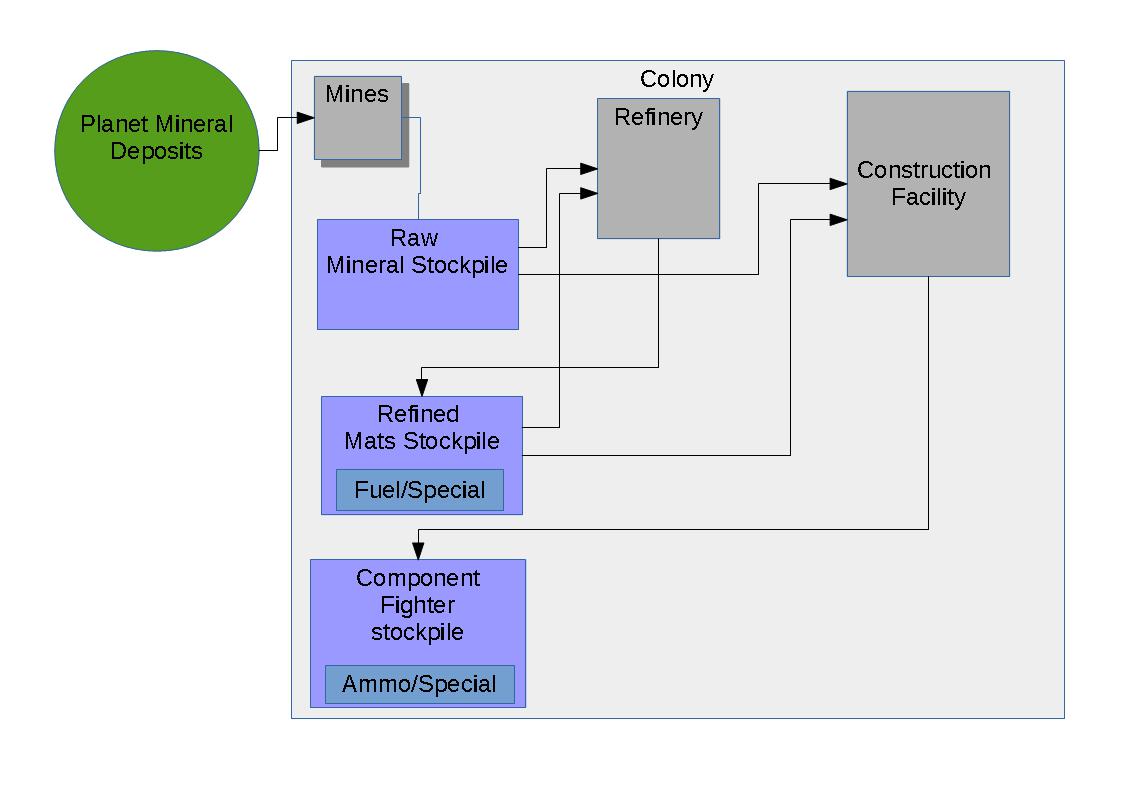 Planet Mineral
Deposits
Colony
Mines
Refinery
Construction
Facility
Raw
Mineral Stockpile
Refined
Mats Stockpile
Fuel/Special
Component
Fighter
stockpile
Ammo/Special